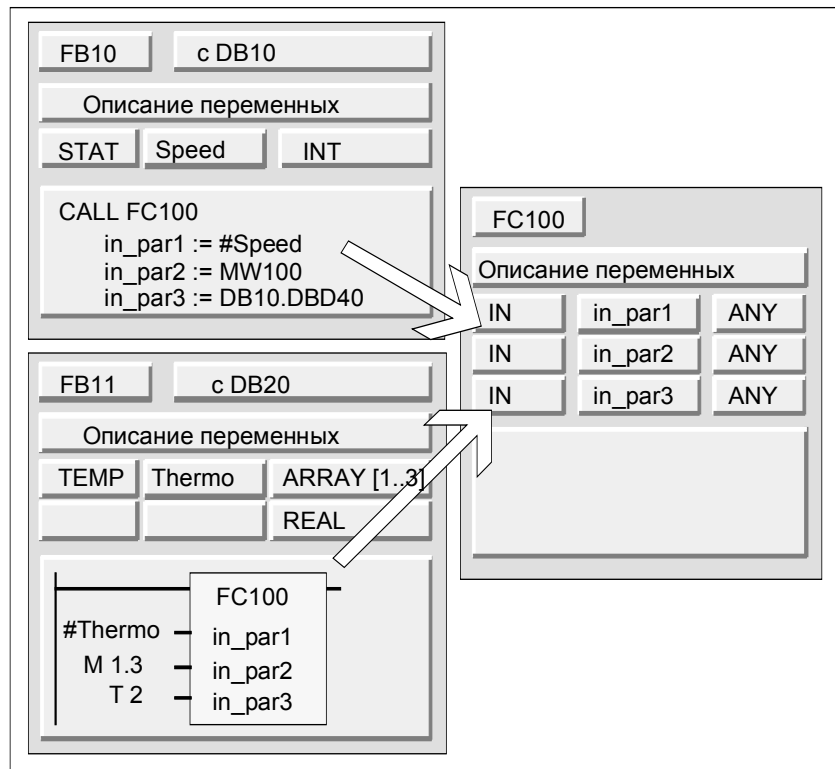 FB10 с DB10
Описание переменных
STAT Speed INT
CALL FC100
in_par1 := #Speed
in_par2 := MW100
in_par3 := DB10.DBD40
FB11 с DB20
Описание переменных
TEMP Thermo ARRAY [1..3]
REAL
FC100
#Thermo in_par1
M 1.3 in_par2
T 2 in_par3
FC100
Описание переменных
IN in_par1 ANY
IN in_par2 ANY
IN in_par3 ANY